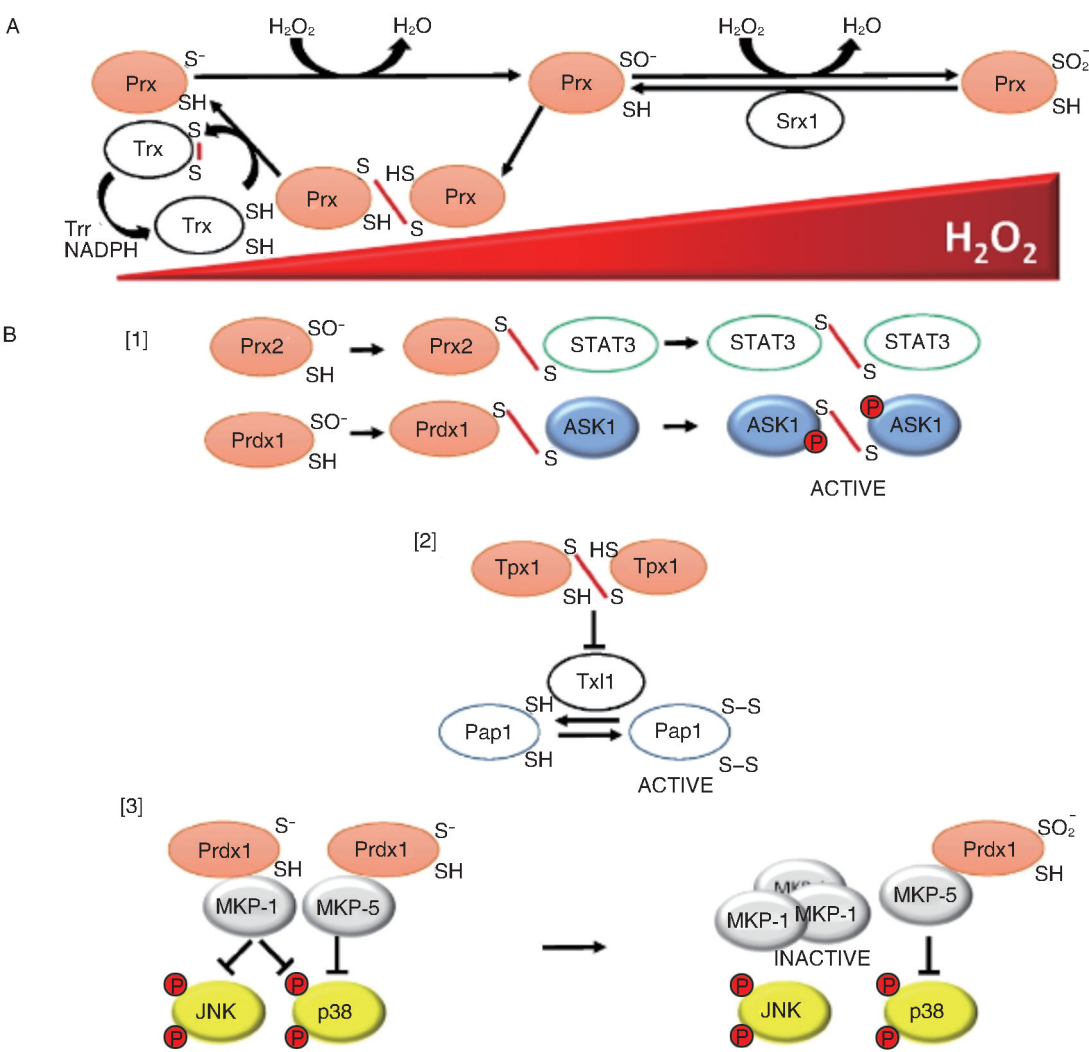 A
H₂O₂ H₂O H₂O₂ H₂O
Prx S⁻ SH
Prx SO⁻ SH
Prx SO₂⁻ SH
Srx1
Trx S S
Trx SH SH
Trr
NADPH
Prx S SH HS S Prx
H₂O₂
B
[1]
Prx2 SO⁻ SH
Prx2 S S STAT3
STAT3 S S STAT3
Prdx1 SO⁻ SH
Prdx1 S S ASK1
ASK1 P S S P ASK1
ACTIVE
[2]
Tpx1 S SH HS S Tpx1
Txl1
Pap1 SH SH
Pap1 S–S S–S
ACTIVE
[3]
Prdx1 S⁻ SH
Prdx1 S⁻ SH
MKP-1 MKP-5
P P JNK
P P p38
Prdx1 SO₂⁻ SH
MKP-1 MKP-1
MKP-5
INACTIVE
P P JNK
P P p38